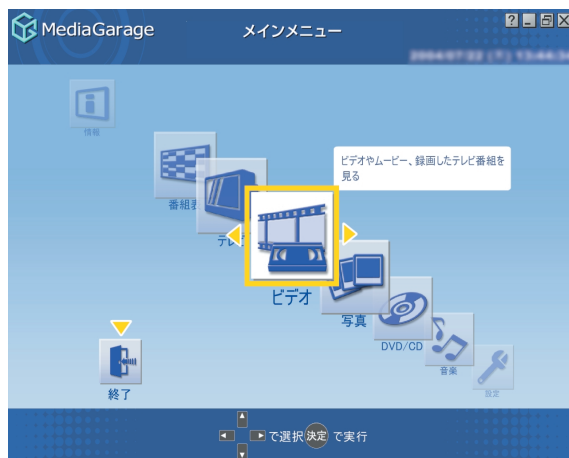 MediaGarage
メインメニュー
情報
ビデオやムービー、録画したテレビ番組を
見る
番組表
テレビ
ビデオ
写真
DVD/CD
音楽
設定
終了
で選択 決定 で実行